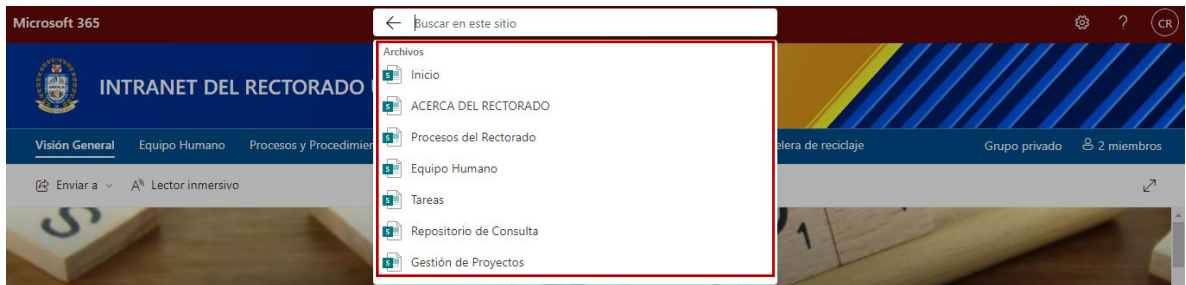 Microsoft 365
Buscar en este sitio
?
CR
Archivos
Inicio
ACERCA DEL RECTORADO
Procesos del Rectorado
Equipo Humano
Tareas
Repositorio de Consulta
Gestión de Proyectos
INTRANET DEL RECTORADO
Visión General Equipo Humano Procesos y de reciclaje Grupo privado 2 miembros
Enviar a Lector inmersivo
S
1